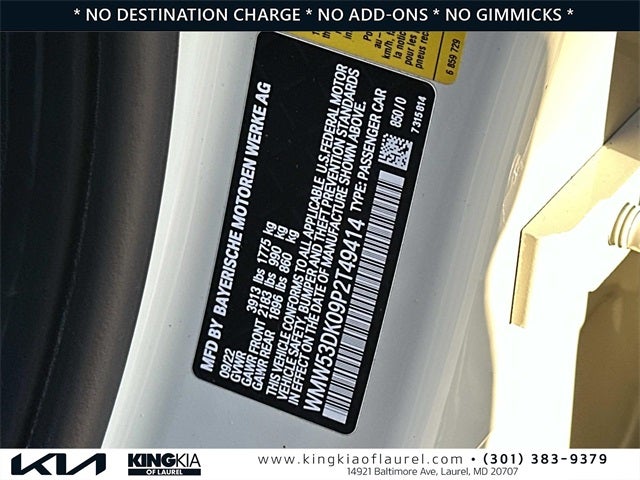 * NO DESTINATION CHARGE * NO ADD-ONS * NO GIMMICKS! *
6 859 729
MFD BY BAYERISCHE MOTOREN WERKE AG
09/22
GVWR 3913 lbs 1775 kg
GAWR FRONT 2183 lbs 990 kg
GAWR REAR 1896 lbs 860 kg
THIS VEHICLE CONFORMS TO ALL APPLICABLE U.S.FEDERAL MOTOR
VEHICLE SAFETY, BUMPER AND THEFT PREVENTION STANDARDS
IN EFFECT ON THE DATE OF MANUFACTURE SHOWN ABOVE.
WMW53DK09P2T49414 TYPE: PASSENGER CAR
850/0
7 315 814
KIA
KING KIA
OF LAUREL
www.kingkiaoflaurel.com • (301) 383-9379
14921 Baltimore Ave, Laurel, MD 20707